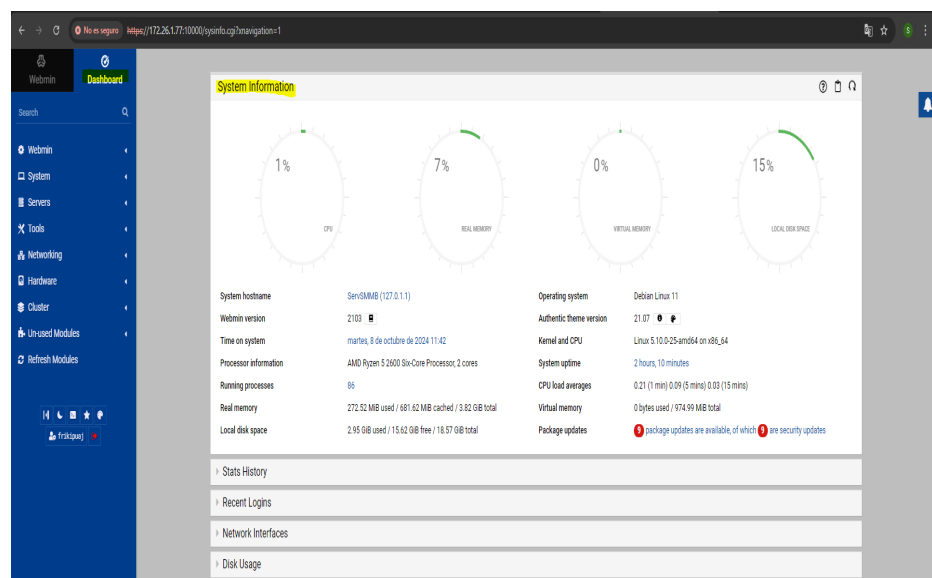 No es seguro https://172.26.1.77:10000/sysinfo.cgi?xnavigation=1
S
Webmin
Dashboard
Search
Webmin
System
Servers
Tools
Networking
Hardware
Cluster
Un-used Modules
Refresh Modules
frikipuaj
System Information
1%
CPU
7%
REAL MEMORY
0%
VIRTUAL MEMORY
15%
LOCAL DISK SPACE
System hostname ServSMMB (127.0.1.1) Operating system Debian Linux 11
Webmin version 2103 Authentic theme version 21.07
Time on system martes, 8 de octubre de 2024 11:42 Kernel and CPU Linux 5.10.0-25-amd64 on x86_64
Processor information AMD Ryzen 5 2600 Six-Core Processor, 2 cores System uptime 2 hours, 10 minutes
Running processes 86 CPU load averages 0.21 (1 min) 0.09 (5 mins) 0.03 (15 mins)
Real memory 272.52 MiB used / 681.62 MiB cached / 3.82 GiB total Virtual memory 0 bytes used / 974.99 MiB total
Local disk space 2.95 GiB used / 15.62 GiB free / 18.57 GiB total Package updates 9 package updates are available, of which 9 are security updates
Stats History
Recent Logins
Network Interfaces
Disk Usage